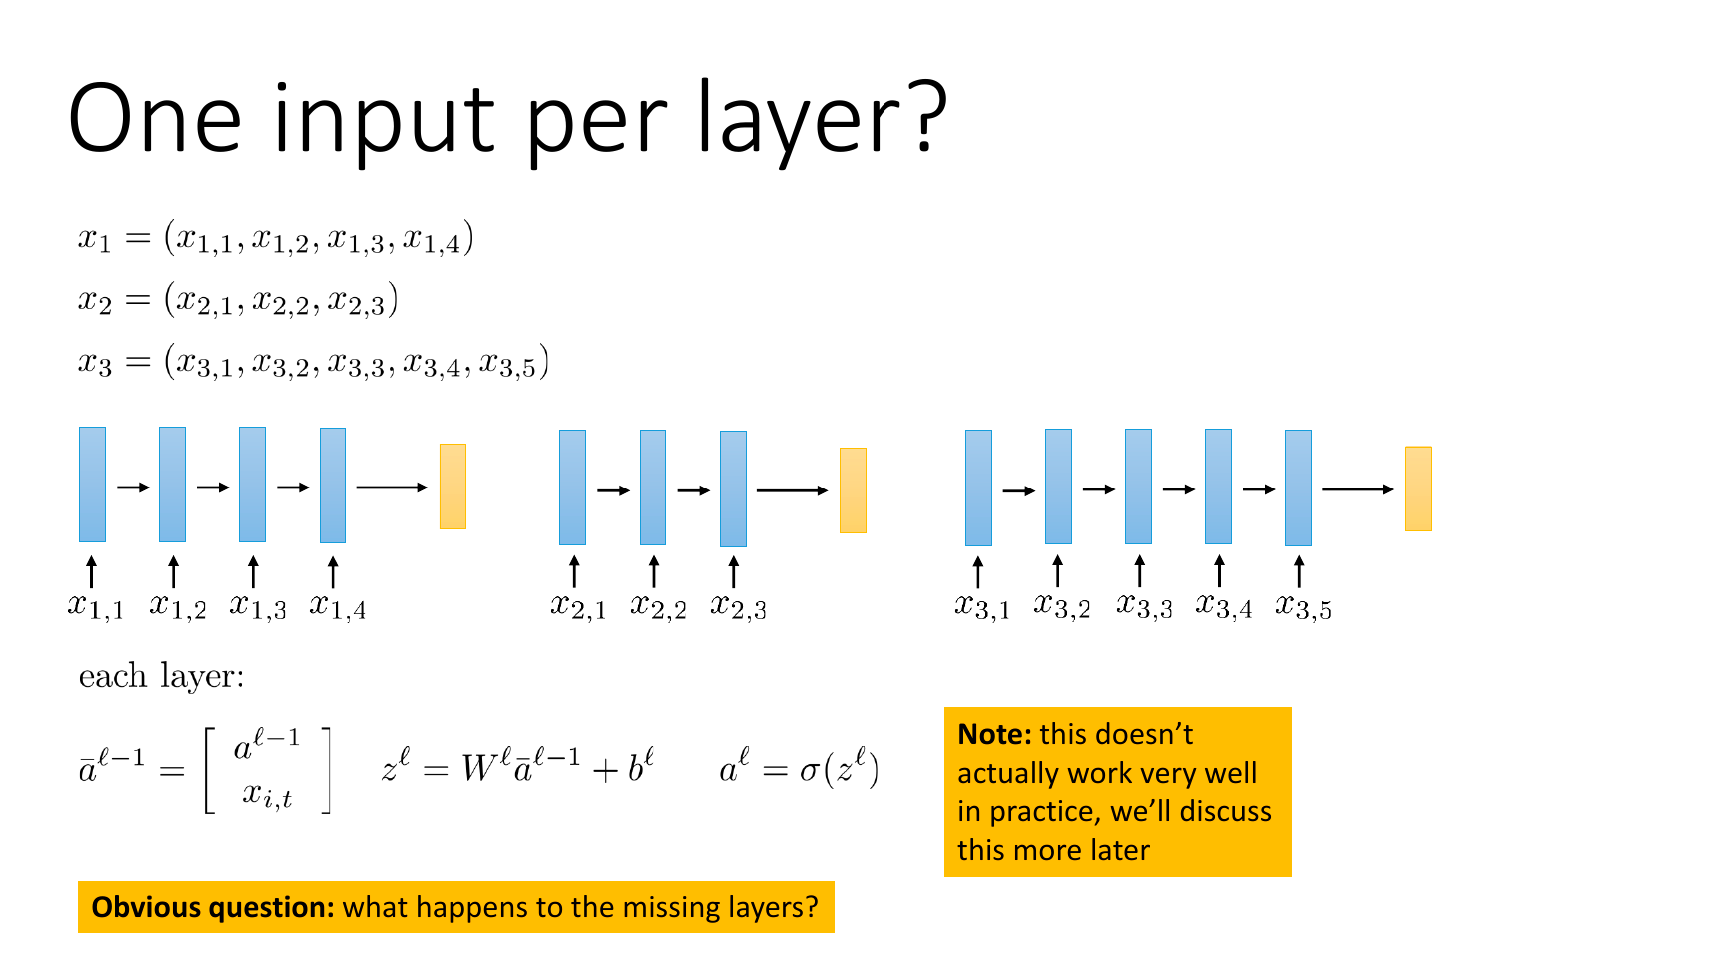 One input per layer?
x_1 = (x_{1,1}, x_{1,2}, x_{1,3}, x_{1,4})
x_2 = (x_{2,1}, x_{2,2}, x_{2,3})
x_3 = (x_{3,1}, x_{3,2}, x_{3,3}, x_{3,4}, x_{3,5})
x_{1,1} x_{1,2} x_{1,3} x_{1,4} x_{2,1} x_{2,2} x_{2,3} x_{3,1} x_{3,2} x_{3,3} x_{3,4} x_{3,5}
each layer:
\bar{a}^{\ell-1} = \begin{bmatrix} a^{\ell-1} \\ x_{i,t} \end{bmatrix} z^{\ell} = W^{\ell}\bar{a}^{\ell-1} + b^{\ell} a^{\ell} = \sigma(z^{\ell})
Note: this doesn't
actually work very well
in practice, we'll discuss
this more later
Obvious question: what happens to the missing layers?